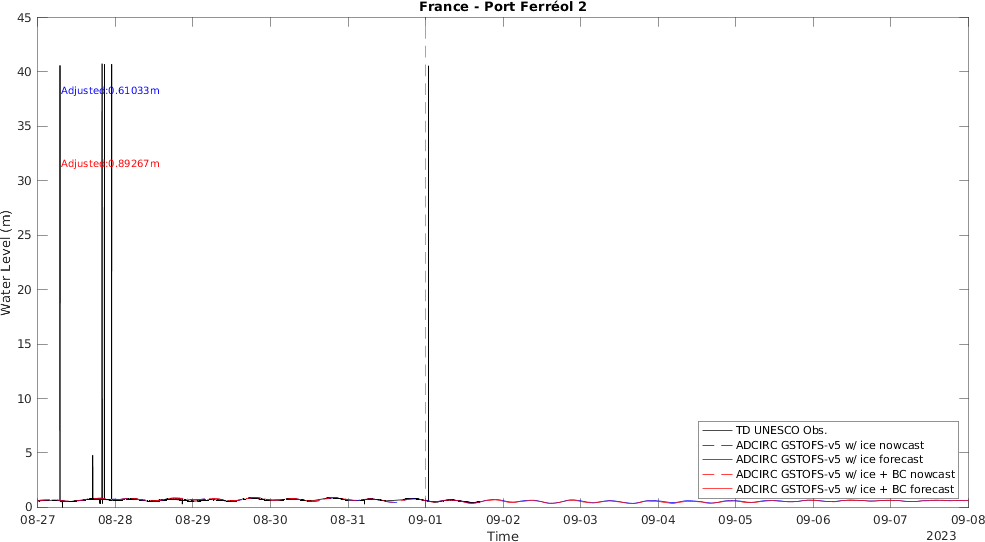 France - Port Ferréol 2
45
40
35
30
25
20
15
10
5
0
Water Level (m)
Adjusted:0.61033m
Adjusted:0.89267m
TD UNESCO Obs.
ADCIRC GSTOFS-v5 w/ ice nowcast
ADCIRC GSTOFS-v5 w/ ice forecast
ADCIRC GSTOFS-v5 w/ ice + BC nowcast
ADCIRC GSTOFS-v5 w/ ice + BC forecast
08-27 08-28 08-29 08-30 08-31 09-01 09-02 09-03 09-04 09-05 09-06 09-07 09-08
Time
2023